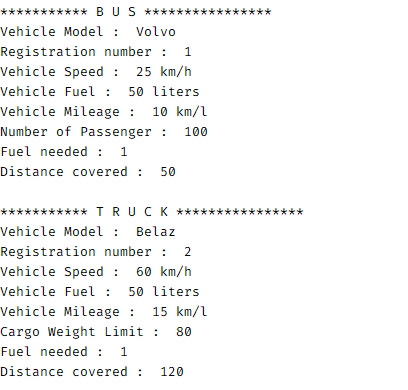 *********** B U S ****************
Vehicle Model :  Volvo
Registration number :  1
Vehicle Speed :  25 km/h
Vehicle Fuel :  50 liters
Vehicle Mileage :  10 km/l
Number of Passenger :  100
Fuel needed :  1
Distance covered :  50

*********** T R U C K ****************
Vehicle Model :  Belaz
Registration number :  2
Vehicle Speed :  60 km/h
Vehicle Fuel :  50 liters
Vehicle Mileage :  15 km/l
Cargo Weight Limit :  80
Fuel needed :  1
Distance covered :  120